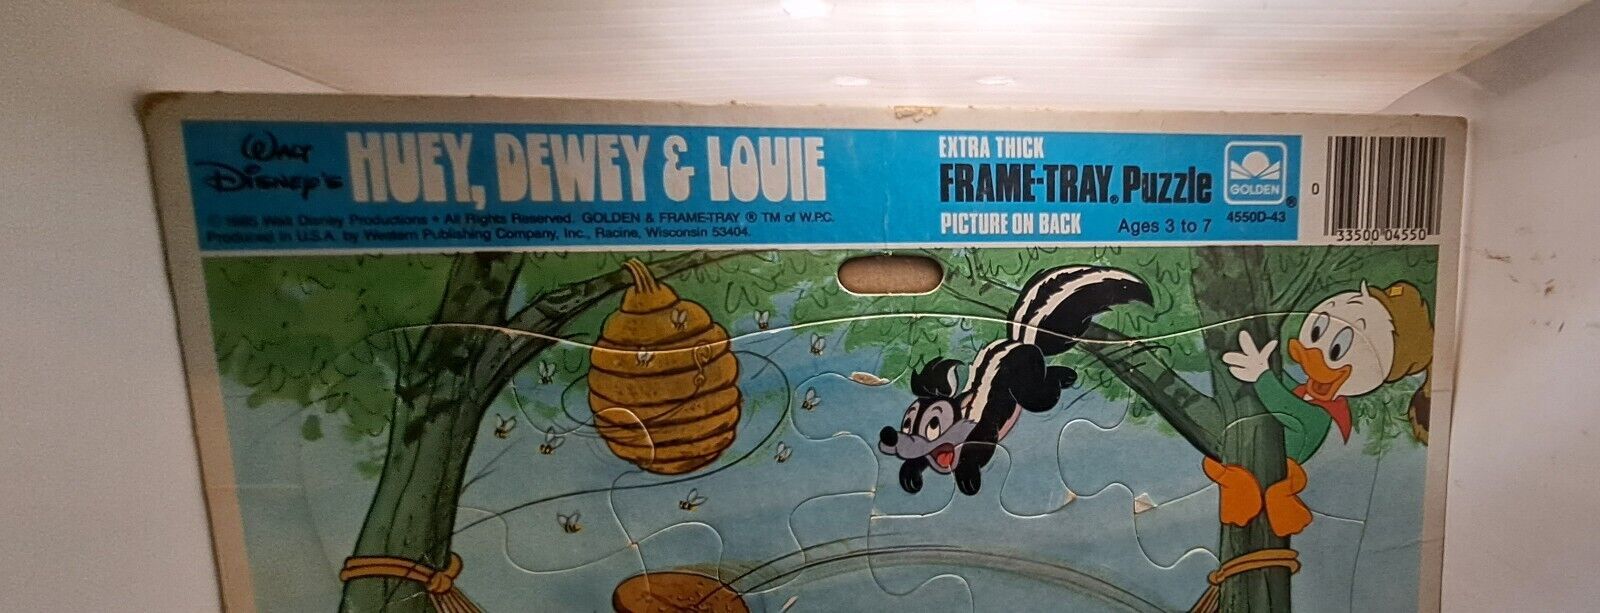 Walt
Disney's
HUEY, DEWEY & LOUIE
© 1985 Walt Disney Productions • All Rights Reserved. GOLDEN & FRAME-TRAY ® TM of W.P.C.
Produced in U.S.A. by Western Publishing Company, Inc., Racine, Wisconsin 53404.
EXTRA THICK
FRAME-TRAY® Puzzle
PICTURE ON BACK
Ages 3 to 7
GOLDEN®
4550D-43
0
33500 04550